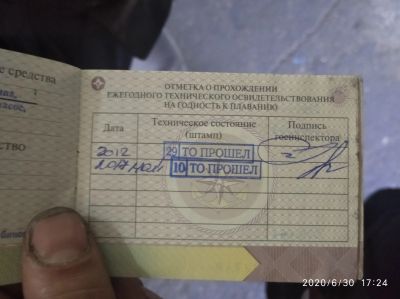 е средства
ОТМЕТКА О ПРОХОЖДЕНИИ
ЕЖЕГОДНОГО ТЕХНИЧЕСКОГО ОСВИДЕТЕЛЬСТВОВАНИЯ
НА ГОДНОСТЬ К ПЛАВАНИЮ
Дата
Техническое состояние
(штамп)
Подпись
госинспектора
ство
2012
29 ТО ПРОШЕЛ
10 ТО ПРОШЕЛ
2020/6/30 17:24